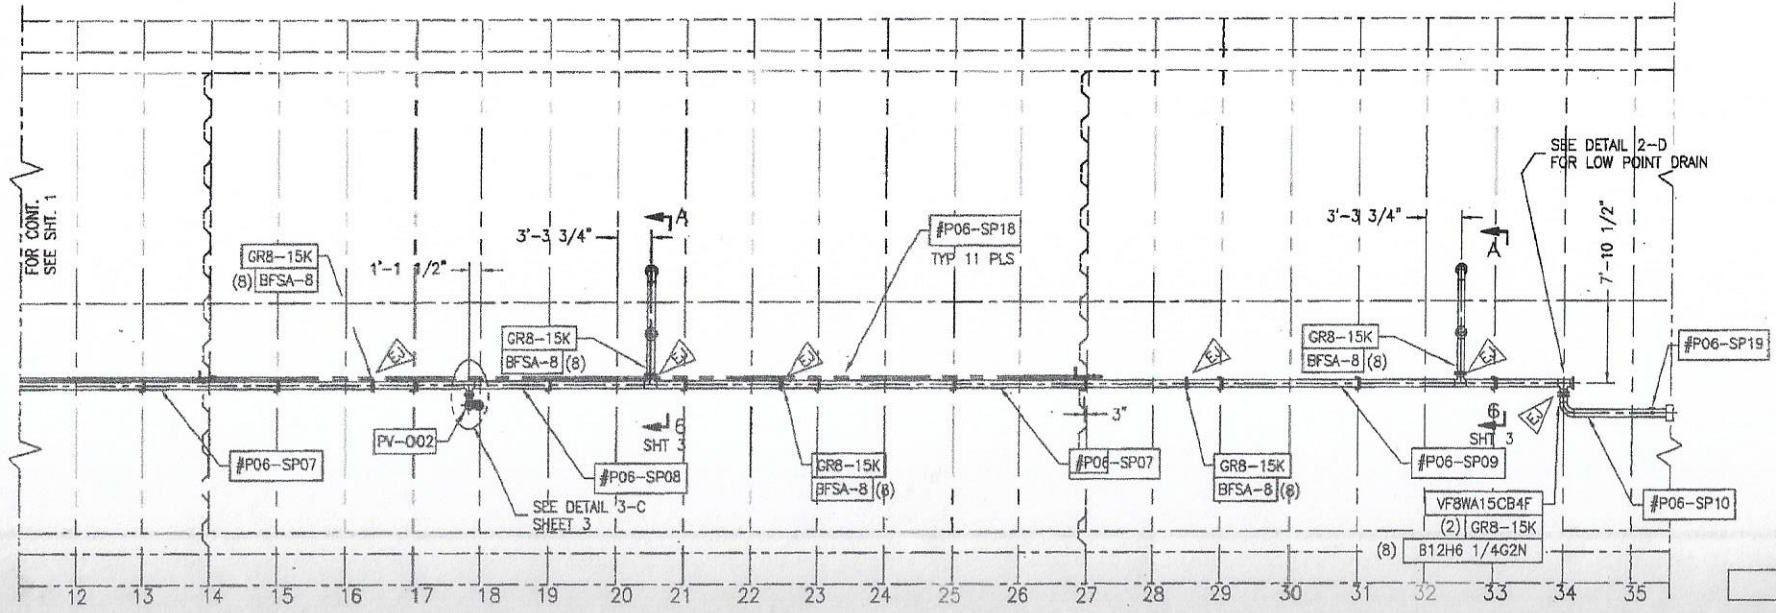 FOR CONT.
SEE SHT. 1
GR8-15K
(8) BFSA-8
1'-1 1/2"
3'-3 3/4"
A
#P06-SP18
TYP 11 PLS
3'-3 3/4"
A
SEE DETAIL 2-D
FOR LOW POINT DRAIN
7'-10 1/2"
GR8-15K
BFSA-8 (8)
GR8-15K
BFSA-8 (8)
#P06-SP19
E3
E3
E3
E3
E3
E3
3"
PV-002
6
SHT 3
6
SHT 3
#P06-SP07
#P06-SP08
GR8-15K
BFSA-8 (8)
#P06-SP07
GR8-15K
BFSA-8 (8)
#P06-SP09
SEE DETAIL 3-C
SHEET 3
VF8WA15CB4F
(2) GR8-15K
(8) B12H6 1/4G2N
#P06-SP10
12 13 14 15 16 17 18 19 20 21 22 23 24 25 26 27 28 29 30 31 32 33 34 35